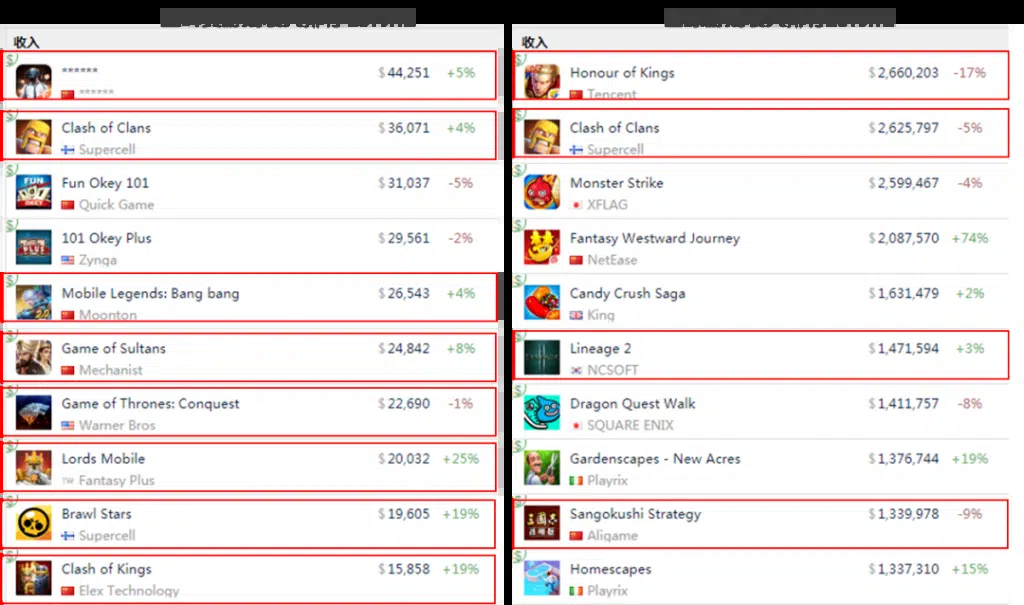 收入
******
$44,251 +5%
******
Clash of Clans
$36,071 +4%
Supercell
Fun Okey 101
$31,037 -5%
Quick Game
101 Okey Plus
$29,561 -2%
Zynga
Mobile Legends: Bang bang
$26,543 +4%
Moonton
Game of Sultans
$24,842 +8%
Mechanist
Game of Thrones: Conquest
$22,690 -1%
Warner Bros
Lords Mobile
$20,032 +25%
TW Fantasy Plus
Brawl Stars
$19,605 +19%
Supercell
Clash of Kings
$15,858 +19%
Elex Technology
收入
Honour of Kings
$2,660,203 -17%
Tencent
Clash of Clans
$2,625,797 -5%
Supercell
Monster Strike
$2,599,467 -4%
XFLAG
Fantasy Westward Journey
$2,087,570 +74%
NetEase
Candy Crush Saga
$1,631,479 +2%
King
Lineage 2
$1,471,594 +3%
NCSOFT
Dragon Quest Walk
$1,411,757 -8%
SQUARE ENIX
Gardenscapes - New Acres
$1,376,744 +19%
Playrix
Sangokushi Strategy
$1,339,978 -9%
Aligame
Homescapes
$1,337,310 +15%
Playrix